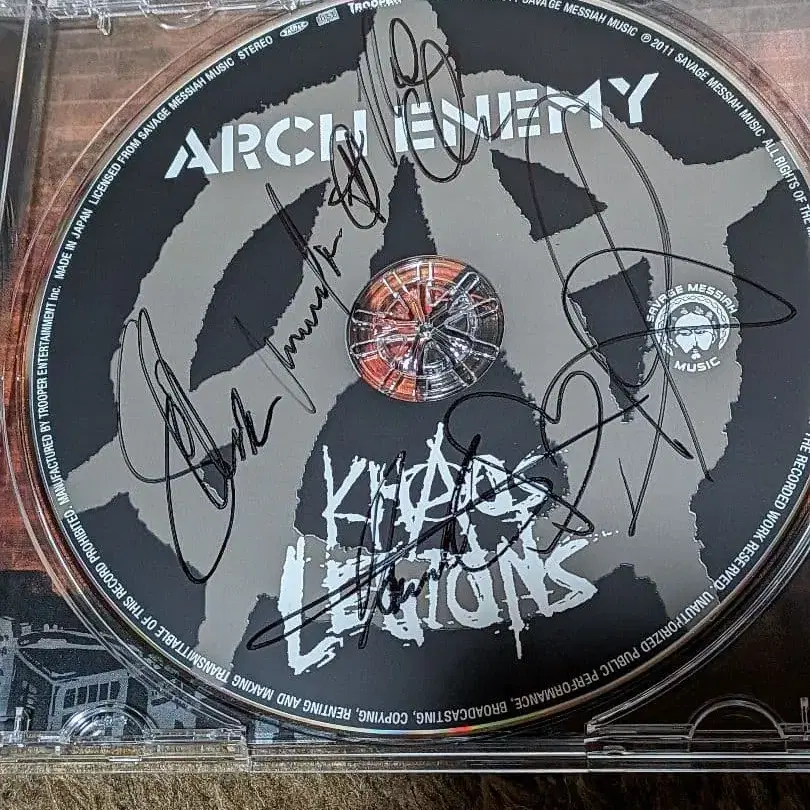 TROOPER
STEREO
ARCH ENEMY
SAVAGE MESSIAH
MUSIC
KHAOS
LEGIONS
MANUFACTURED BY TROOPER ENTERTAINMENT Inc. MADE IN JAPAN LICENSED FROM SAVAGE MESSIAH MUSIC
SAVAGE MESSIAH MUSIC ℗ 2011 SAVAGE MESSIAH MUSIC. ALL RIGHTS OF THE
THE RECORDED WORK RESERVED. UNAUTHORIZED PUBLIC PERFORMANCE, BROADCASTING, COPYING, RENTING AND MAKING TRANSMITTABLE OF THIS RECORD PROHIBITED.